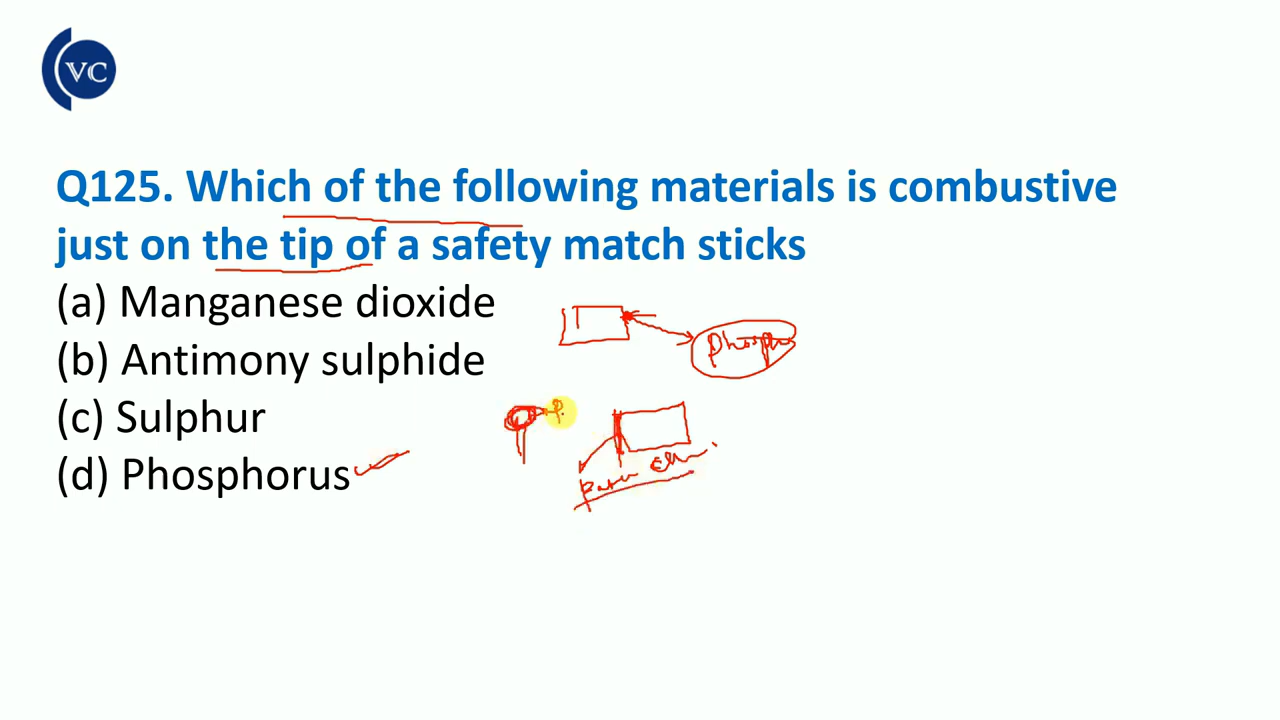 VC
Q125. Which of the following materials is combustive
just on the tip of a safety match sticks
(a) Manganese dioxide
(b) Antimony sulphide
Phospho
(c) Sulphur
P.
(d) Phosphorus